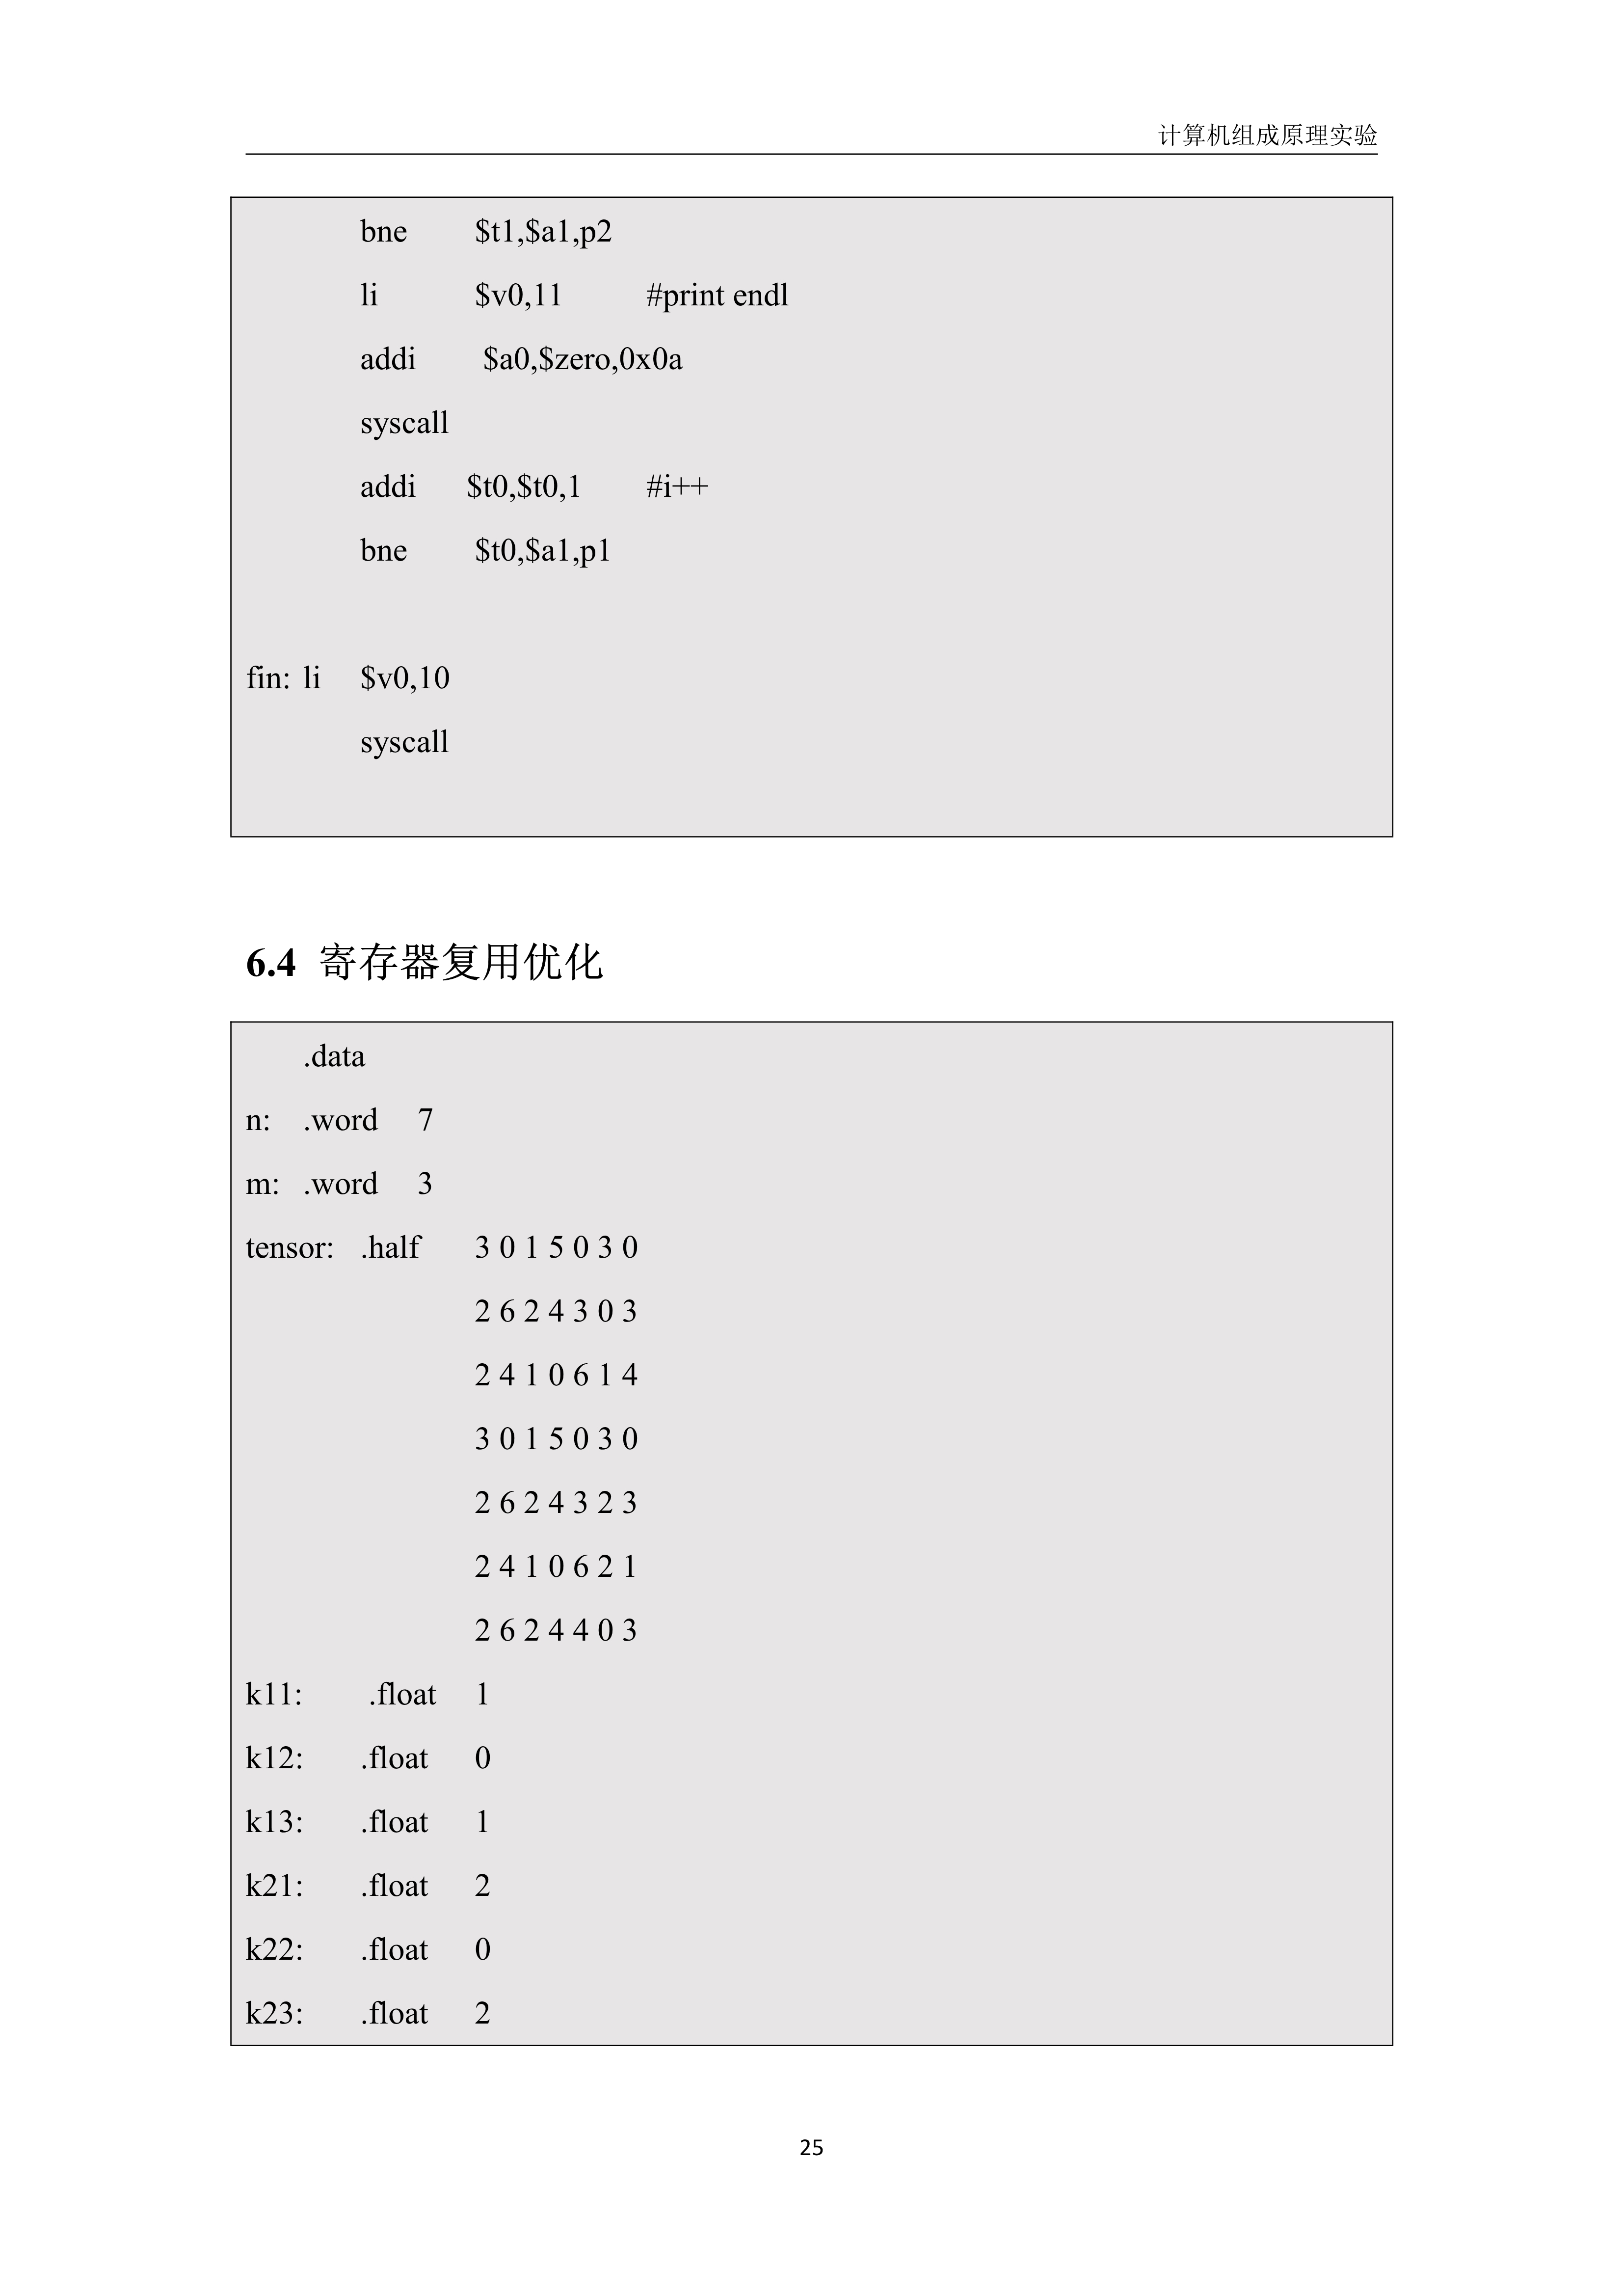 计算机组成原理实验
bne $t1,$a1,p2
li $v0,11 #print endl
addi $a0,$zero,0x0a
syscall
addi $t0,$t0,1 #i++
bne $t0,$a1,p1
fin: li $v0,10
syscall
6.4 寄存器复用优化
.data
n: .word 7
m: .word 3
tensor: .half 3 0 1 5 0 3 0
2 6 2 4 3 0 3
2 4 1 0 6 1 4
3 0 1 5 0 3 0
2 6 2 4 3 2 3
2 4 1 0 6 2 1
2 6 2 4 4 0 3
k11: .float 1
k12: .float 0
k13: .float 1
k21: .float 2
k22: .float 0
k23: .float 2
25